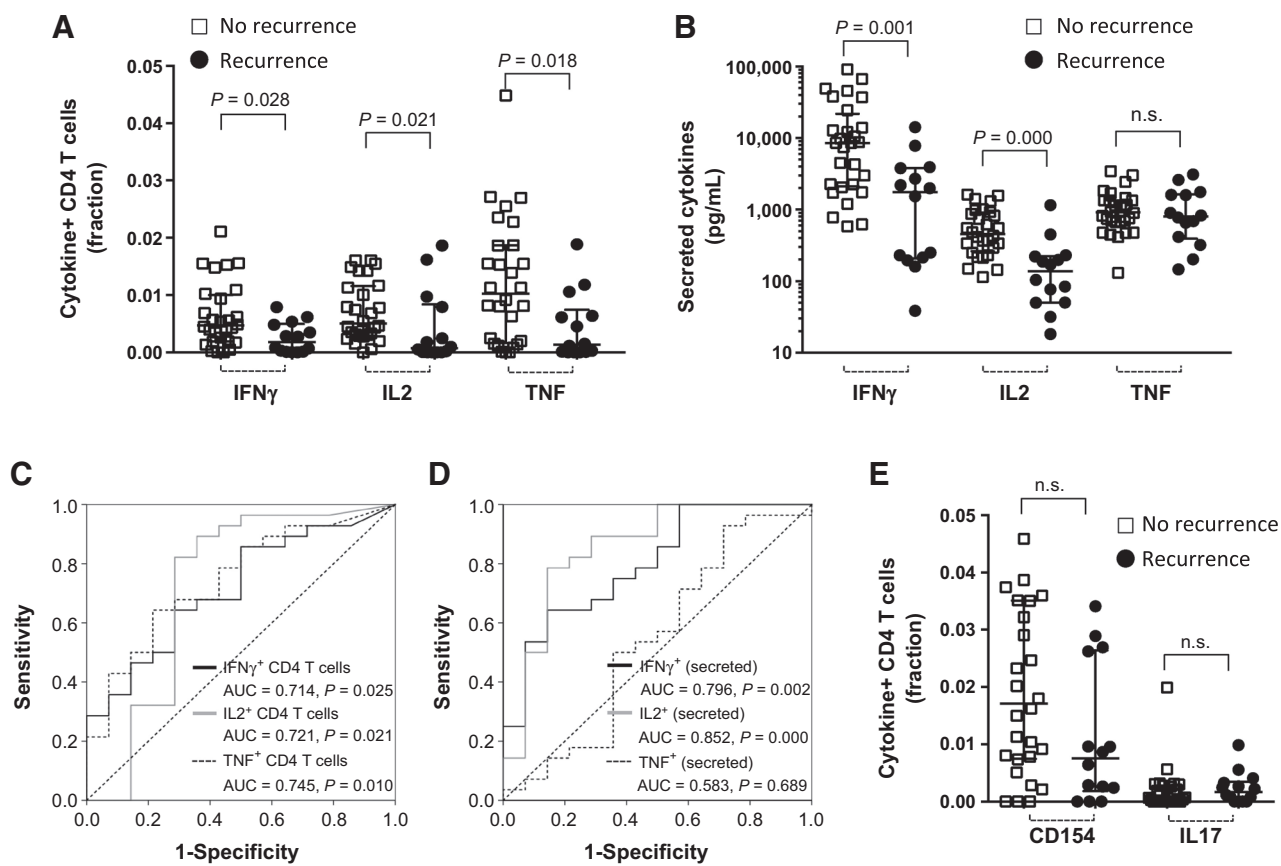 A
No recurrence
Recurrence
P = 0.028
P = 0.021
P = 0.018
0.05
0.04
0.03
0.02
0.01
0.00
Cytokine+ CD4 T cells
(fraction)
IFNγ
IL2
TNF
B
No recurrence
Recurrence
P = 0.001
P = 0.000
n.s.
100,000
10,000
1,000
100
10
Secreted cytokines
(pg/mL)
IFNγ
IL2
TNF
C
1.0
0.8
0.6
0.4
0.2
0.0
Sensitivity
IFNγ+ CD4 T cells
AUC = 0.714, P = 0.025
IL2+ CD4 T cells
AUC = 0.721, P = 0.021
TNF+ CD4 T cells
AUC = 0.745, P = 0.010
0.0 0.2 0.4 0.6 0.8 1.0
1-Specificity
D
1.0
0.8
0.6
0.4
0.2
0.0
Sensitivity
IFNγ+ (secreted)
AUC = 0.796, P = 0.002
IL2+ (secreted)
AUC = 0.852, P = 0.000
TNF+ (secreted)
AUC = 0.583, P = 0.689
0.0 0.2 0.4 0.6 0.8 1.0
1-Specificity
E
n.s.
No recurrence
Recurrence
n.s.
0.05
0.04
0.03
0.02
0.01
0.00
Cytokine+ CD4 T cells
(fraction)
CD154
IL17